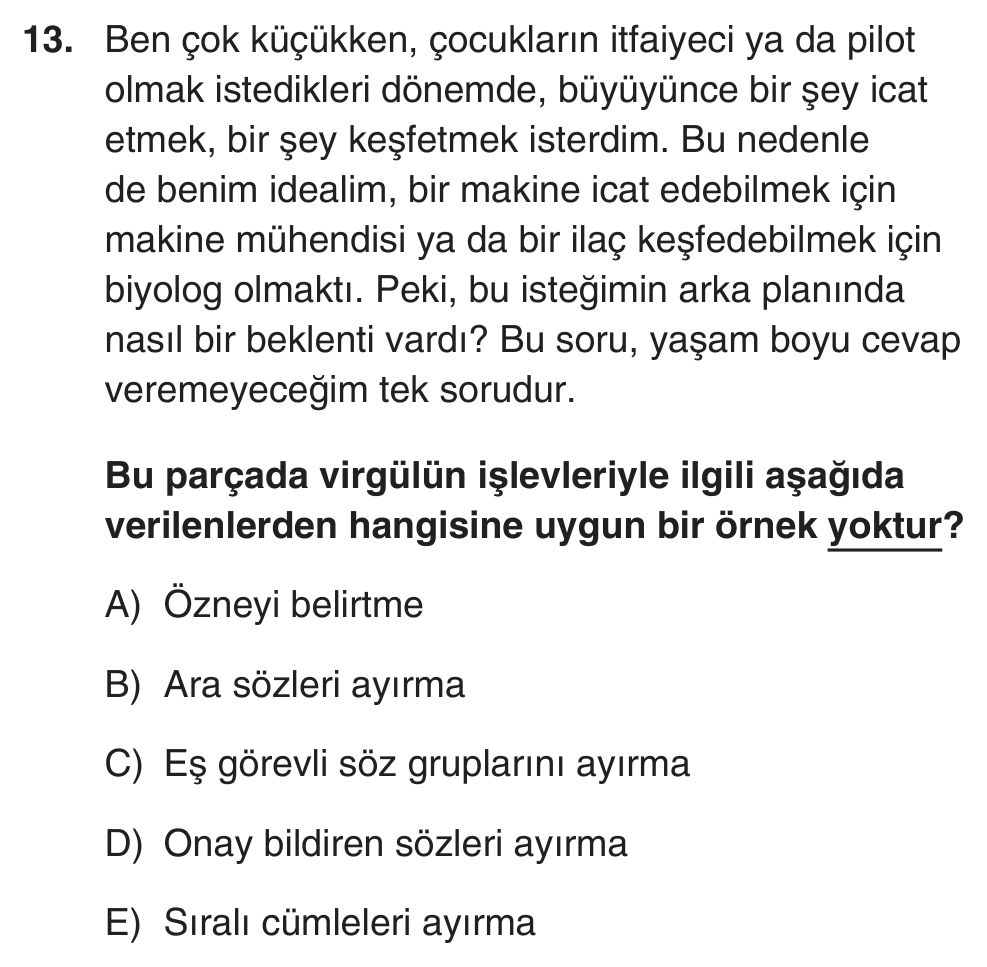 13. Ben çok küçükken, çocukların itfaiyeci ya da pilot
olmak istedikleri dönemde, büyüyünce bir şey icat
etmek, bir şey keşfetmek isterdim. Bu nedenle
de benim idealim, bir makine icat edebilmek için
makine mühendisi ya da bir ilaç keşfedebilmek için
biyolog olmaktı. Peki, bu isteğimin arka planında
nasıl bir beklenti vardı? Bu soru, yaşam boyu cevap
veremeyeceğim tek sorudur.
Bu parçada virgülün işlevleriyle ilgili aşağıda
verilenlerden hangisine uygun bir örnek yoktur?
A) Özneyi belirtme
B) Ara sözleri ayırma
C) Eş görevli söz gruplarını ayırma
D) Onay bildiren sözleri ayırma
E) Sıralı cümleleri ayırma